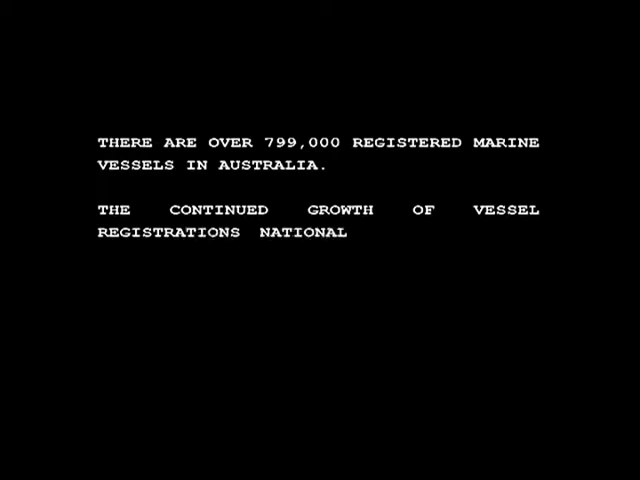 THERE ARE OVER 799,000 REGISTERED MARINE
VESSELS IN AUSTRALIA.
THE CONTINUED GROWTH OF VESSEL
REGISTRATIONS NATIONAL